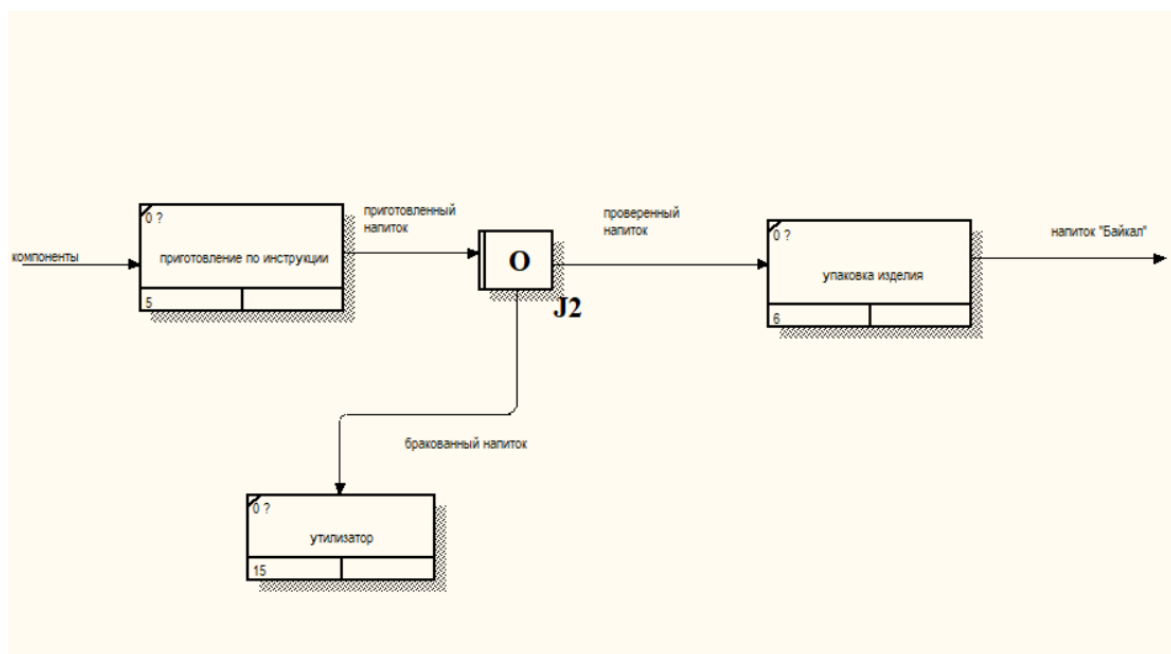 приготовленный
напиток
проверенный
напиток
0 ?
0 ?
напиток "Байкал"
компоненты
приготовление по инструкции
O
упаковка изделия
5
J2
6
бракованный напиток
0 ?
утилизатор
15